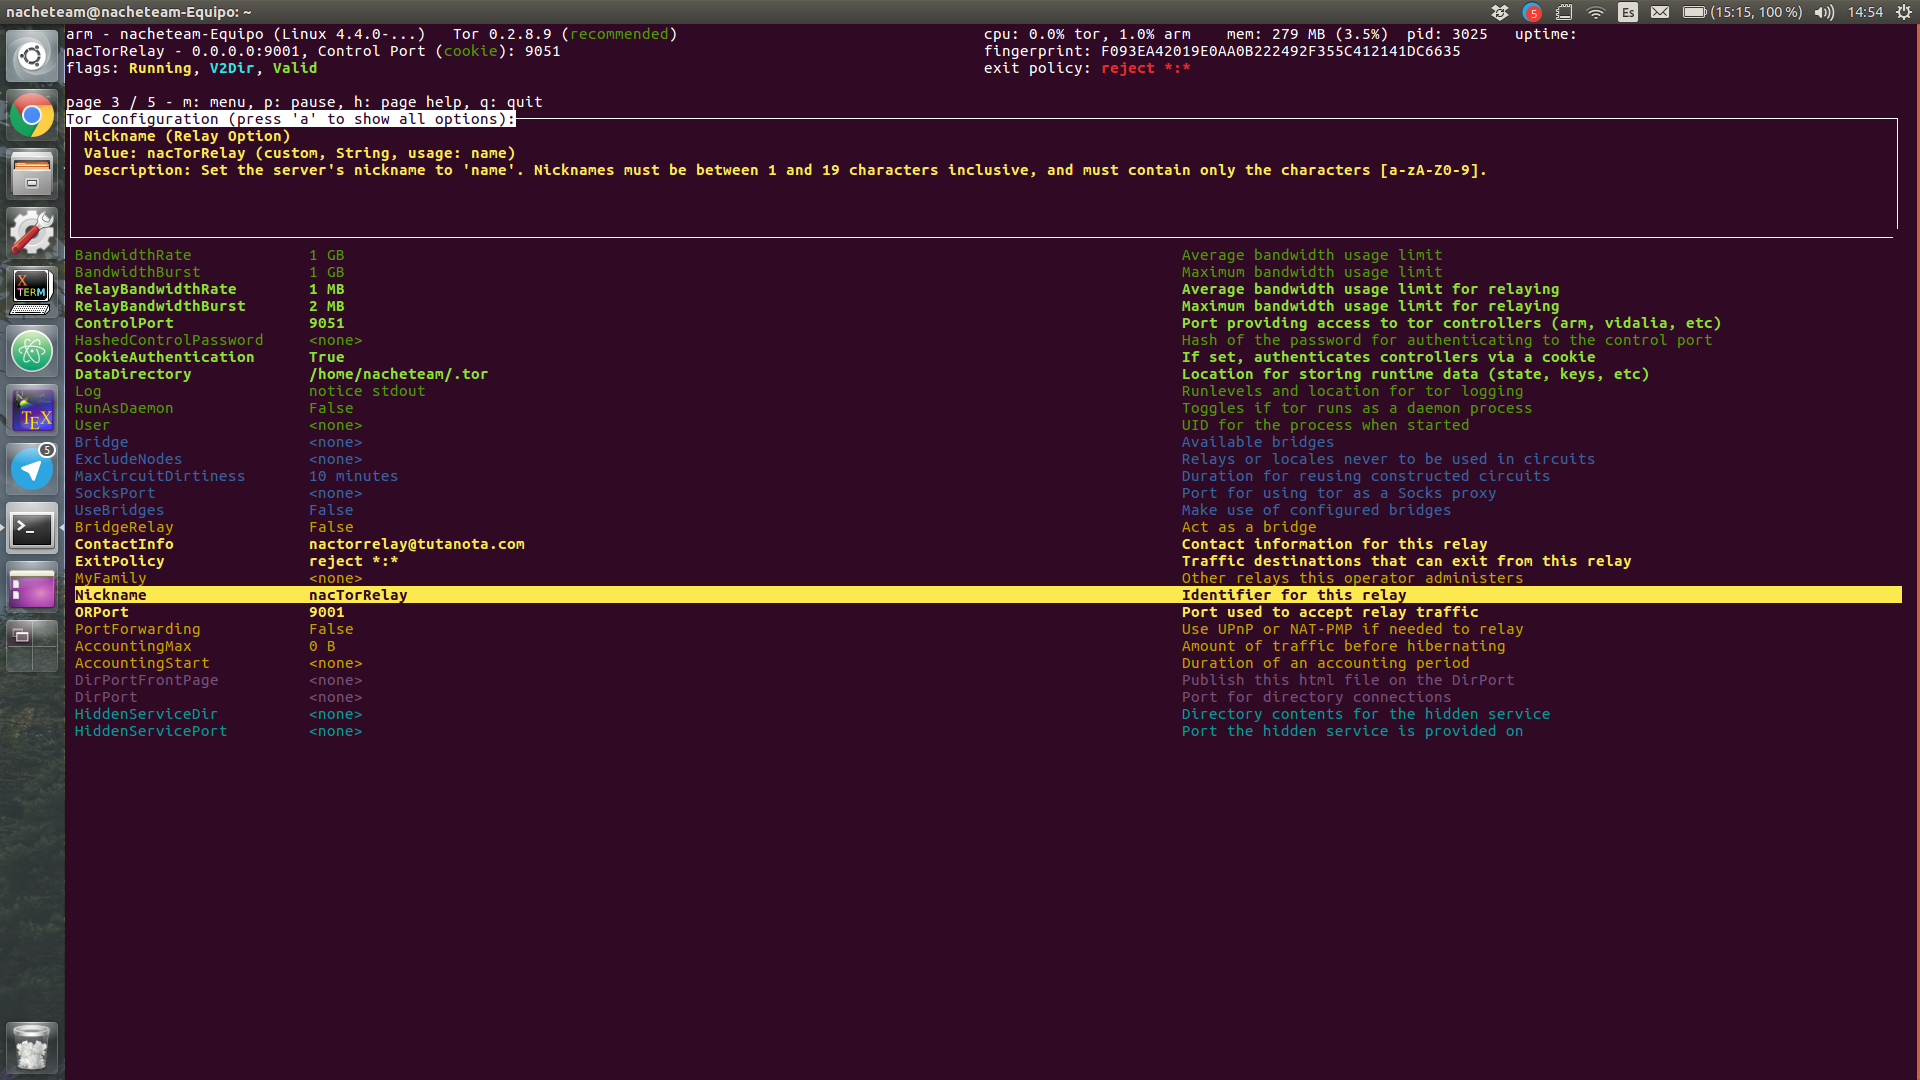 nacheteam@nacheteam-Equipo: ~
5 Es (15:15, 100 %) 14:54
arm - nacheteam-Equipo (Linux 4.4.0-...) Tor 0.2.8.9 (recommended) cpu: 0.0% tor, 1.0% arm mem: 279 MB (3.5%) pid: 3025 uptime:
nacTorRelay - 0.0.0.0:9001, Control Port (cookie): 9051 fingerprint: F093EA42019E0AA0B222492F355C412141DC6635
flags: Running, V2Dir, Valid exit policy: reject *:*
page 3 / 5 - m: menu, p: pause, h: page help, q: quit
Tor Configuration (press 'a' to show all options):
Nickname (Relay Option)
Value: nacTorRelay (custom, String, usage: name)
Description: Set the server's nickname to 'name'. Nicknames must be between 1 and 19 characters inclusive, and must contain only the characters [a-zA-Z0-9].
BandwidthRate 1 GB Average bandwidth usage limit
BandwidthBurst 1 GB Maximum bandwidth usage limit
RelayBandwidthRate 1 MB Average bandwidth usage limit for relaying
RelayBandwidthBurst 2 MB Maximum bandwidth usage limit for relaying
ControlPort 9051 Port providing access to tor controllers (arm, vidalia, etc)
HashedControlPassword <none> Hash of the password for authenticating to the control port
CookieAuthentication True If set, authenticates controllers via a cookie
DataDirectory /home/nacheteam/.tor Location for storing runtime data (state, keys, etc)
Log notice stdout Runlevels and location for tor logging
RunAsDaemon False Toggles if tor runs as a daemon process
User <none> UID for the process when started
Bridge <none> Available bridges
ExcludeNodes <none> Relays or locales never to be used in circuits
MaxCircuitDirtiness 10 minutes Duration for reusing constructed circuits
SocksPort <none> Port for using tor as a Socks proxy
UseBridges False Make use of configured bridges
BridgeRelay False Act as a bridge
ContactInfo nactorrelay@tutanota.com Contact information for this relay
ExitPolicy reject *:* Traffic destinations that can exit from this relay
MyFamily <none> Other relays this operator administers
Nickname nacTorRelay Identifier for this relay
ORPort 9001 Port used to accept relay traffic
PortForwarding False Use UPnP or NAT-PMP if needed to relay
AccountingMax 0 B Amount of traffic before hibernating
AccountingStart <none> Duration of an accounting period
DirPortFrontPage <none> Publish this html file on the DirPort
DirPort <none> Port for directory connections
HiddenServiceDir <none> Directory contents for the hidden service
HiddenServicePort <none> Port the hidden service is provided on
X
TERM
TEX
5
>_